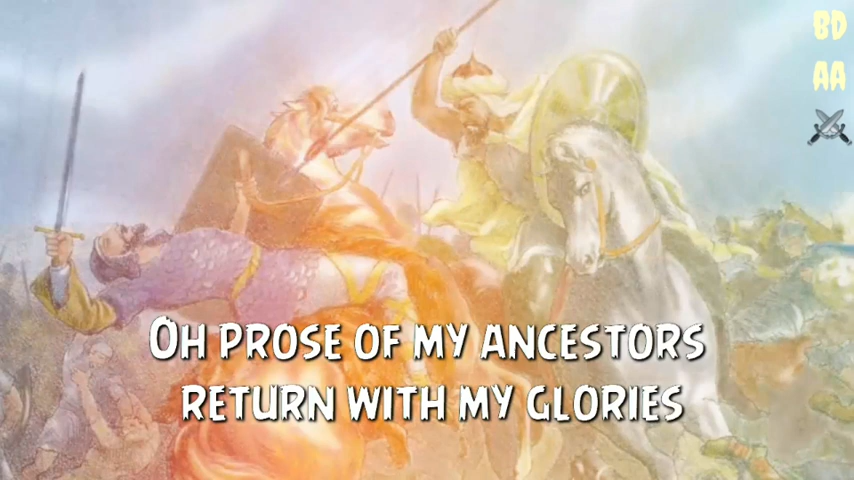 BD
AA
OH PROSE OF MY ANCESTORS
RETURN WITH MY GLORIES